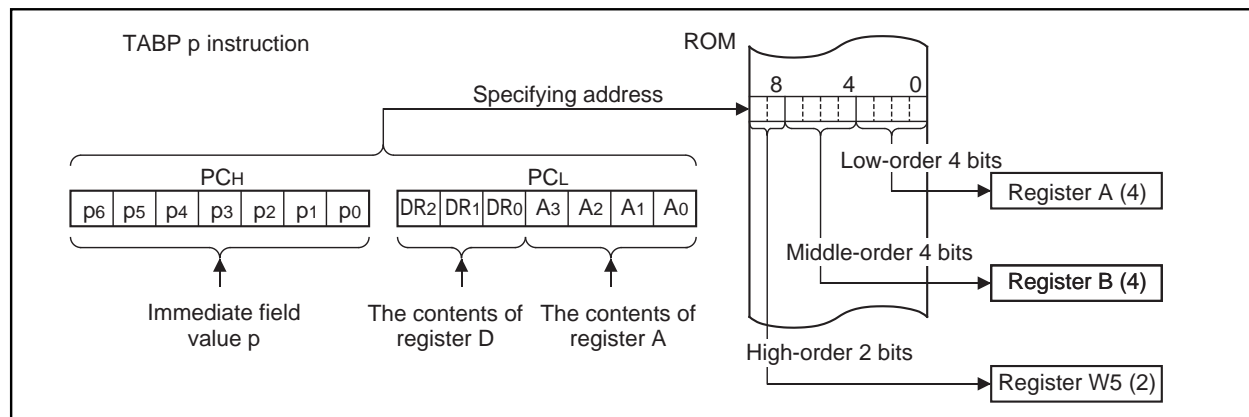 TABP p instruction
ROM
8 4 0
Specifying address
Low-order 4 bits
PCH PCL
Register A (4)
p6 p5 p4 p3 p2 p1 p0 DR2 DR1 DR0 A3 A2 A1 A0
Middle-order 4 bits
Register B (4)
Immediate field
value p
The contents of
register D
The contents of
register A
High-order 2 bits
Register W5 (2)